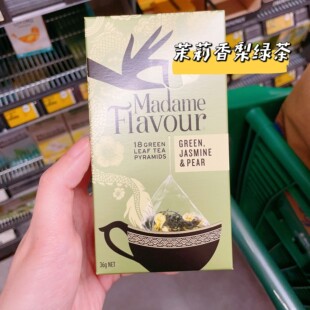 茉莉香梨绿茶
Madame
Flavour
18 GREEN
LEAF TEA
PYRAMIDS
GREEN,
JASMINE
& PEAR
36g NET